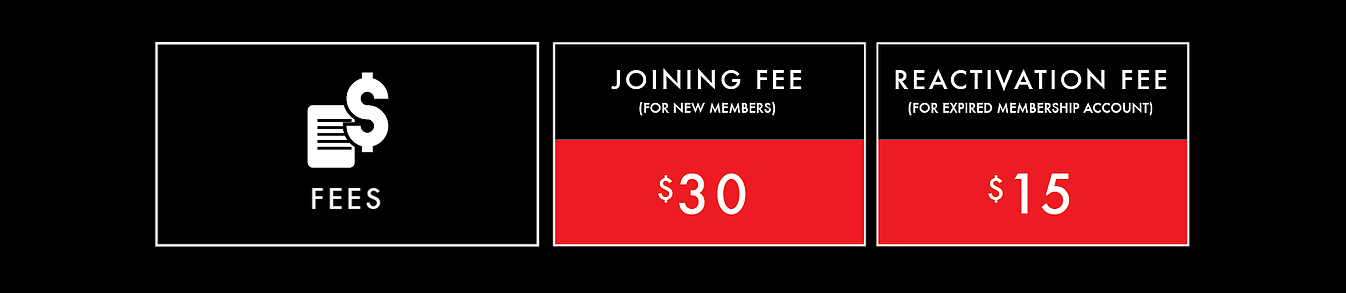 FEES
JOINING FEE
(FOR NEW MEMBERS)
$30
REACTIVATION FEE
(FOR EXPIRED MEMBERSHIP ACCOUNT)
$15